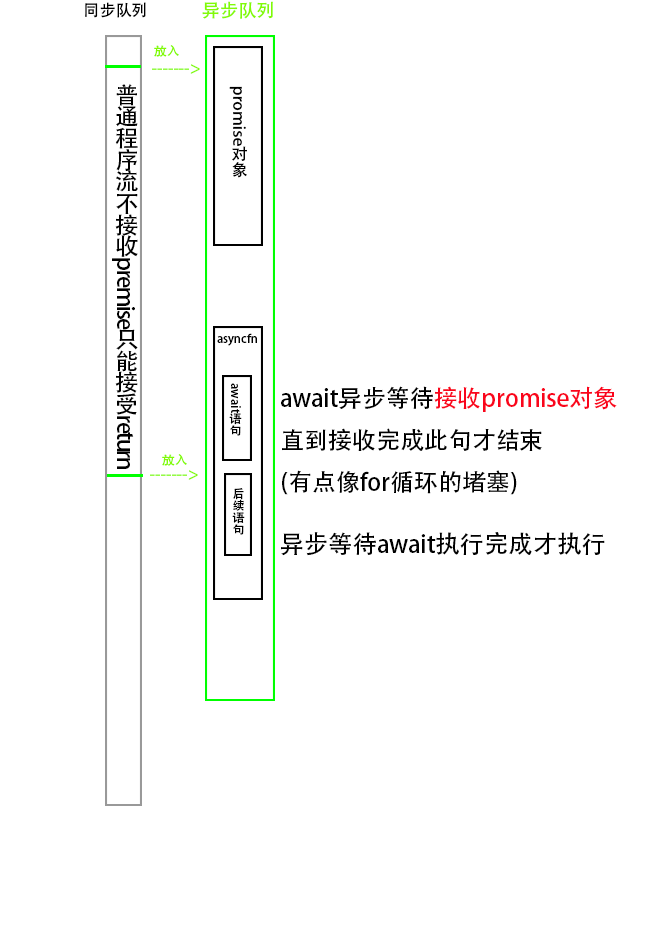 同步队列
异步队列
放入
普通程序流不接收premise只能接受return
promise对象
asyncfn
await语句
await异步等待接收promise对象
直到接收完成此句才结束
(有点像for循环的堵塞)
放入
后续语句
异步等待await执行完成才执行